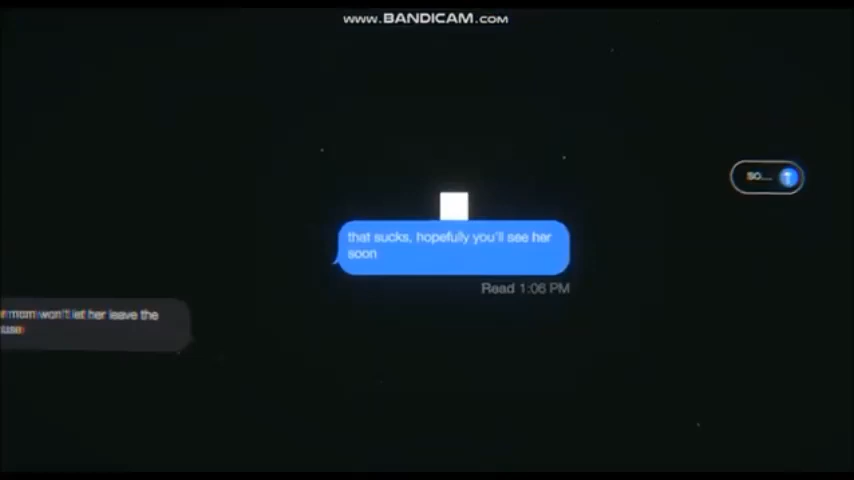 www.BANDICAM.com
so...
that sucks, hopefully you'll see her
soon
Read 1:06 PM
mom won't let her leave the